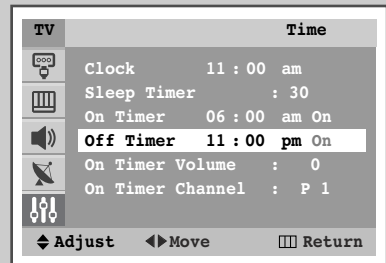 TV Time
Clock 11 : 00 am
Sleep Timer : 30
On Timer 06 : 00 am On
Off Timer 11 : 00 pm On
On Timer Volume : 0
On Timer Channel : P 1
Adjust Move Return